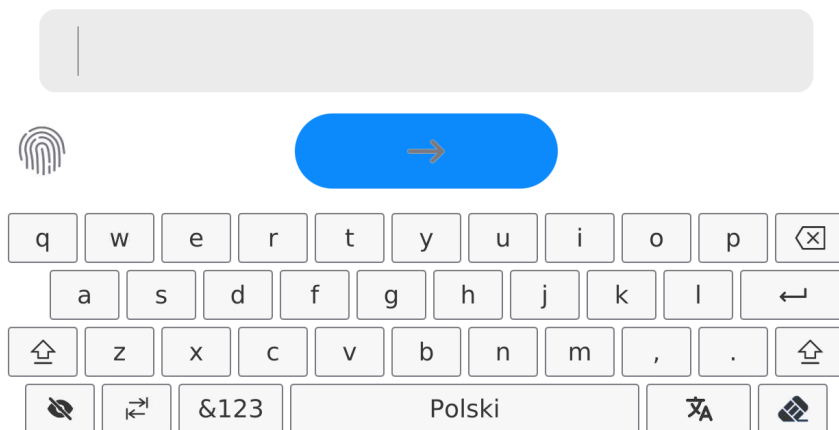 q w e r t y u i o p
a s d f g h j k l
z x c v b n m , .
&123 Polski